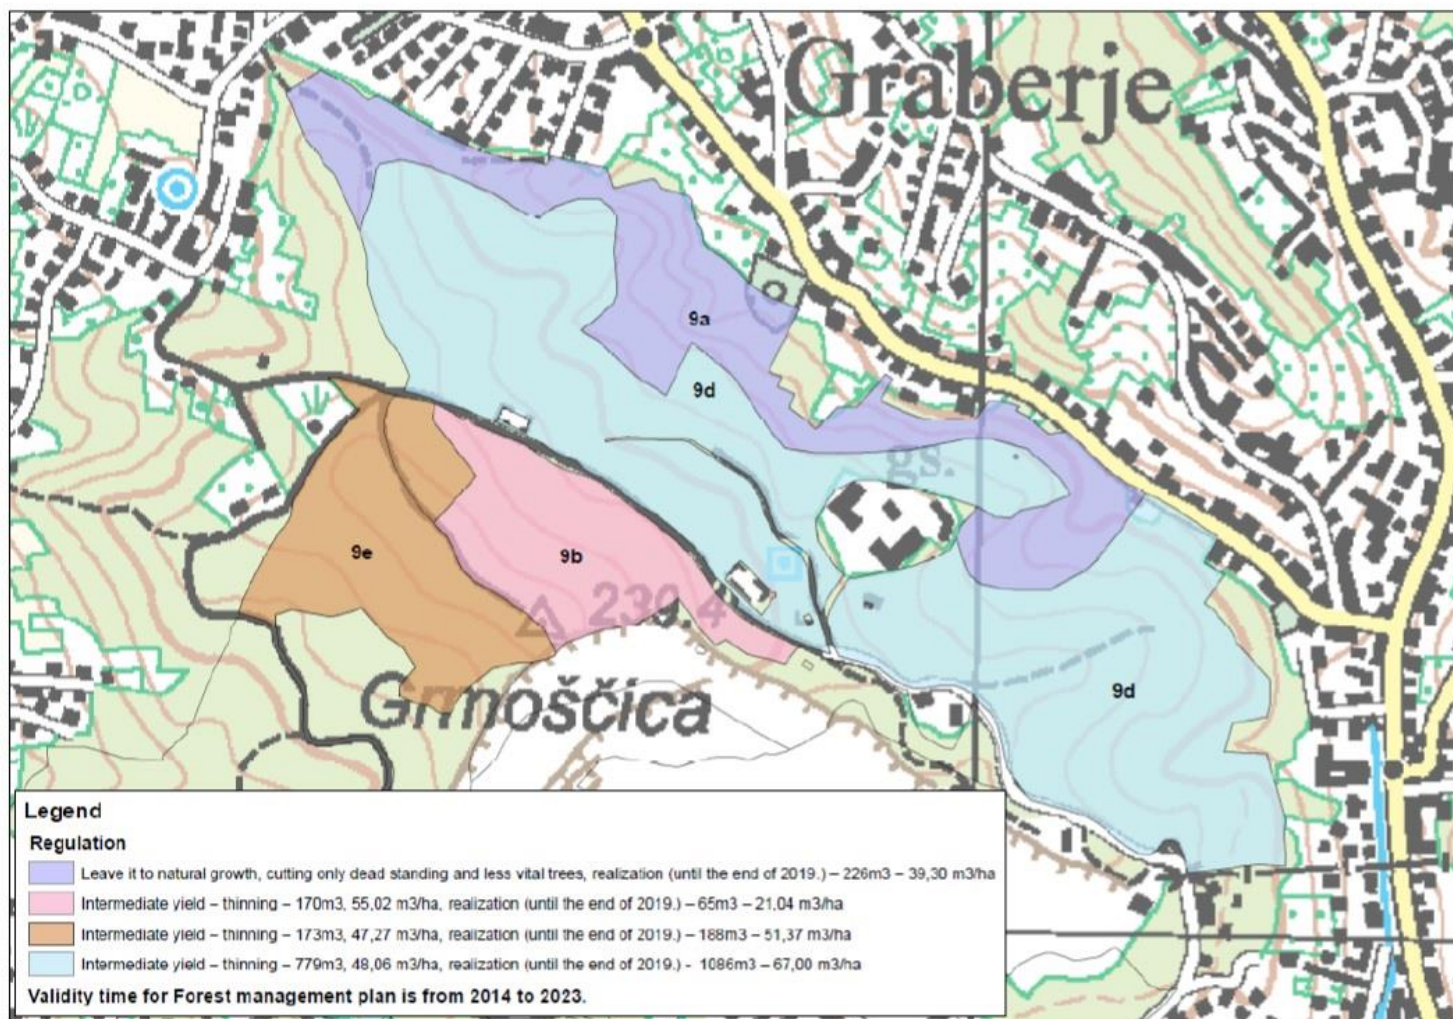 Graberje
9a
9d
gs.
9e
9b
230.4
9d
Grmoščica
Legend
Regulation
Leave it to natural growth, cutting only dead standing and less vital trees, realization (until the end of 2019.) – 226m3 – 39,30 m3/ha
Intermediate yield – thinning – 170m3, 55,02 m3/ha, realization (until the end of 2019.) – 65m3 – 21,04 m3/ha
Intermediate yield – thinning – 173m3, 47,27 m3/ha, realization (until the end of 2019.) – 188m3 – 51,37 m3/ha
Intermediate yield – thinning – 779m3, 48,06 m3/ha, realization (until the end of 2019.) - 1086m3 – 67,00 m3/ha
Validity time for Forest management plan is from 2014 to 2023.